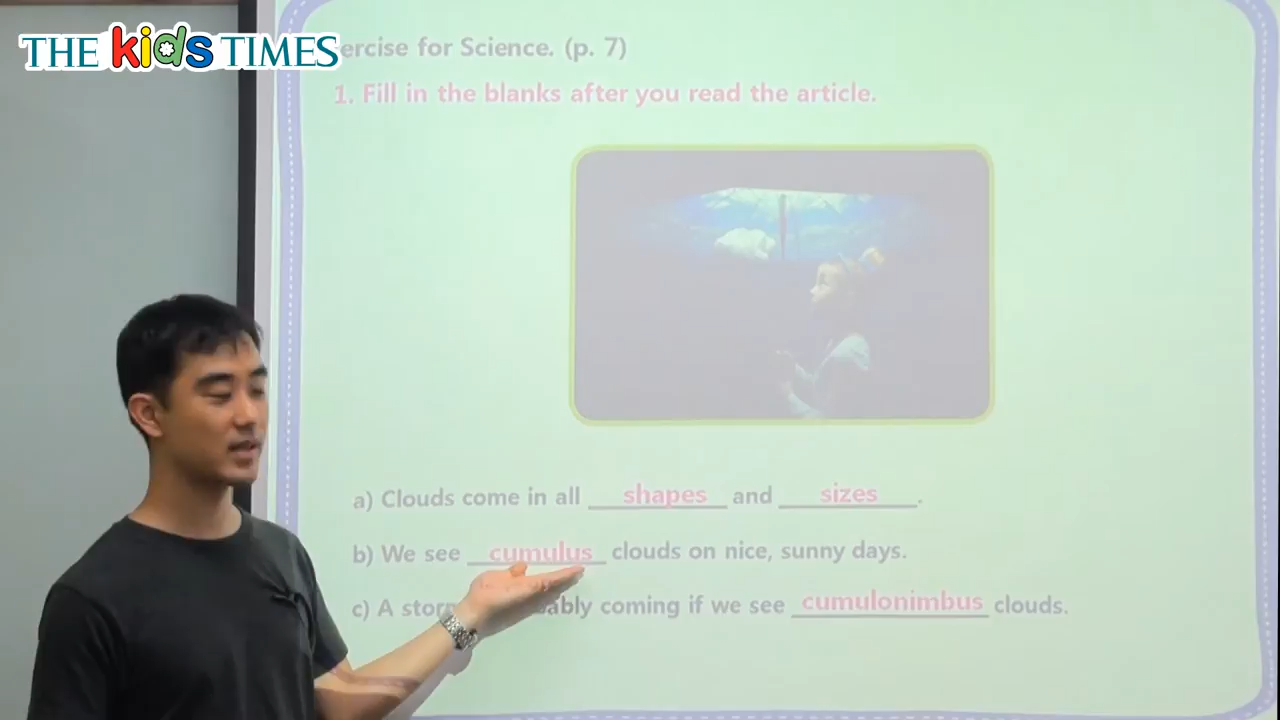 THE kids TIMES
ercise for Science. (p. 7)
1. Fill in the blanks after you read the article.
a) Clouds come in all shapes and sizes.
b) We see cumulus clouds on nice, sunny days.
c) A stor ably coming if we see cumulonimbus clouds.